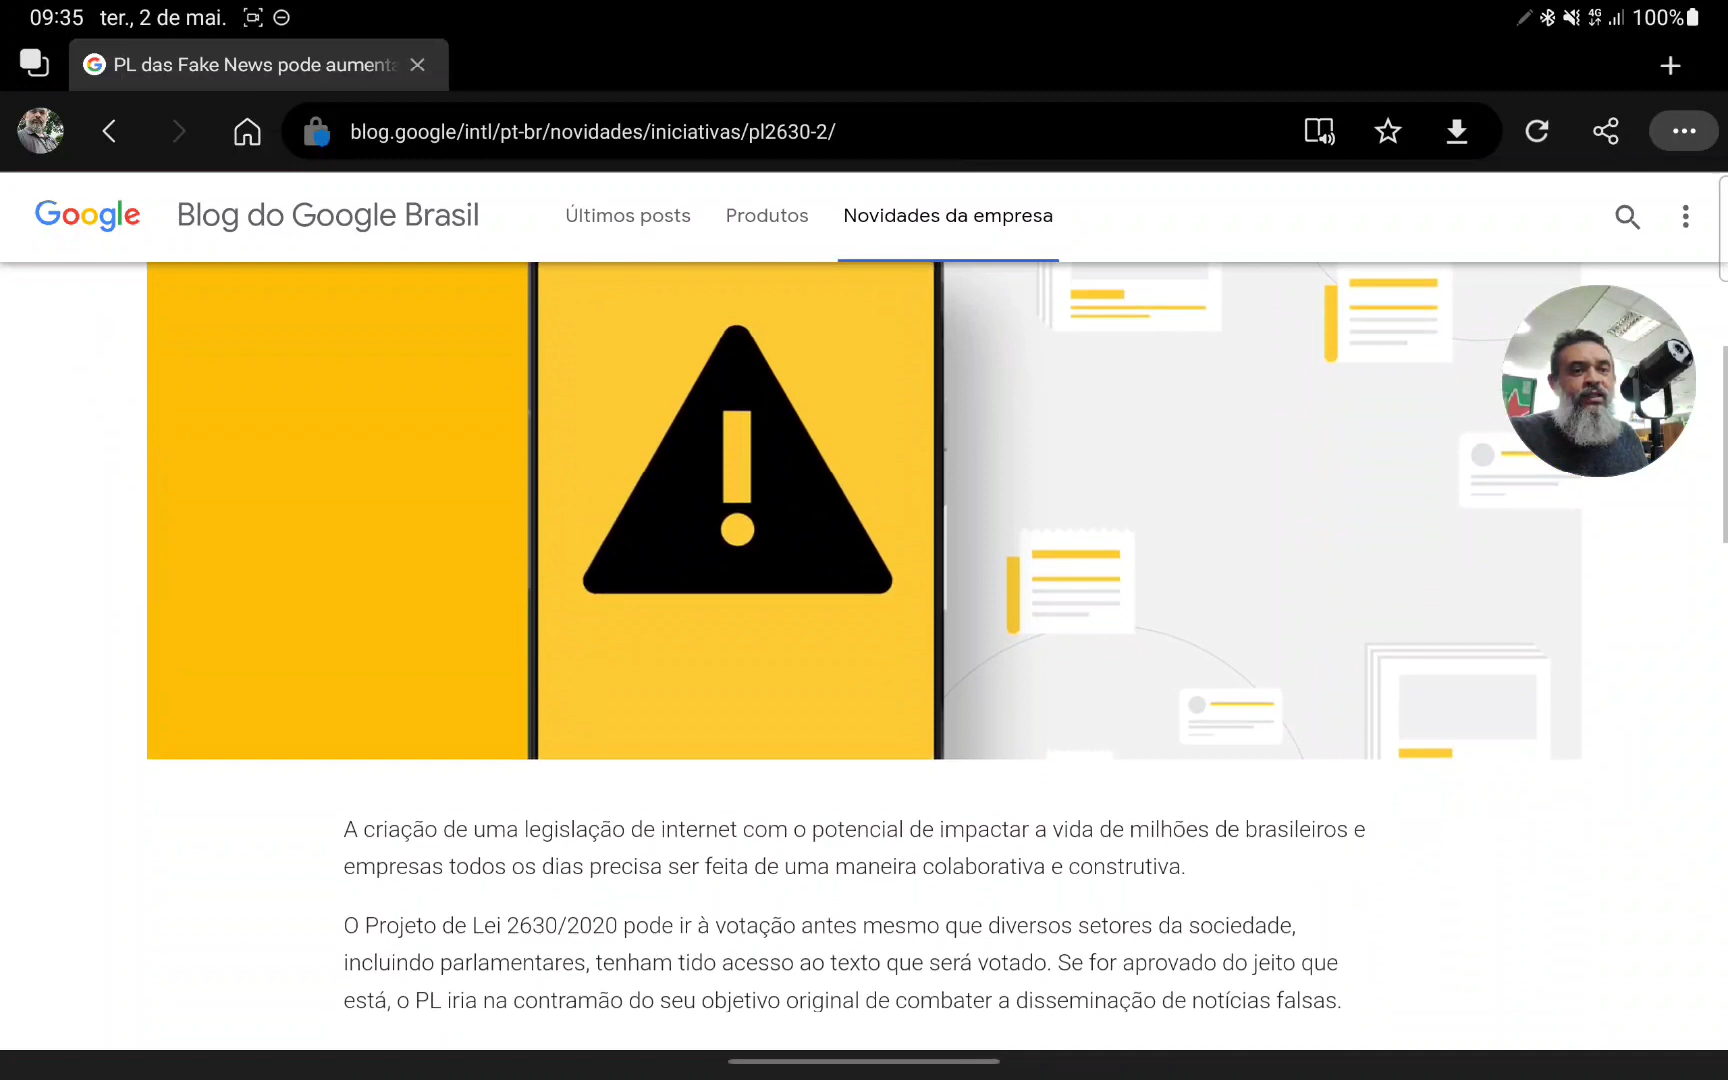 09:35 ter., 2 de mai.
4G 100%
PL das Fake News pode aument
blog.google/intl/pt-br/novidades/iniciativas/pl2630-2/
Google Blog do Google Brasil Últimos posts Produtos Novidades da empresa
A criação de uma legislação de internet com o potencial de impactar a vida de milhões de brasileiros e
empresas todos os dias precisa ser feita de uma maneira colaborativa e construtiva.
O Projeto de Lei 2630/2020 pode ir à votação antes mesmo que diversos setores da sociedade,
incluindo parlamentares, tenham tido acesso ao texto que será votado. Se for aprovado do jeito que
está, o PL iria na contramão do seu objetivo original de combater a disseminação de notícias falsas.